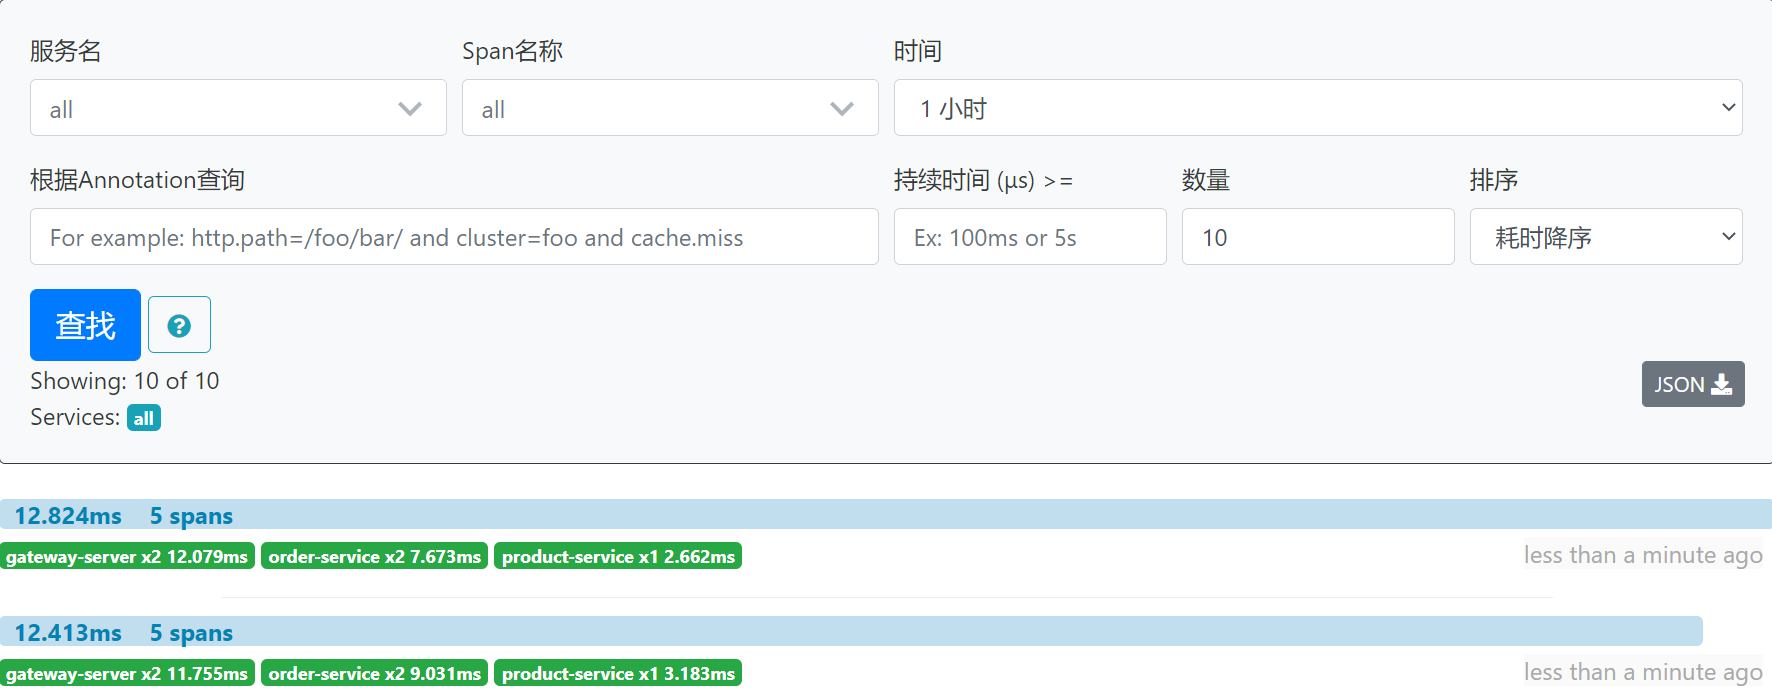 服务名 Span名称 时间
all all 1 小时
根据Annotation查询 持续时间 (μs) >= 数量 排序
For example: http.path=/foo/bar/ and cluster=foo and cache.miss Ex: 100ms or 5s 10 耗时降序
查找 ?
Showing: 10 of 10
Services: all
JSON
12.824ms 5 spans
gateway-server x2 12.079ms order-service x2 7.673ms product-service x1 2.662ms less than a minute ago
12.413ms 5 spans
gateway-server x2 11.755ms order-service x2 9.031ms product-service x1 3.183ms less than a minute ago